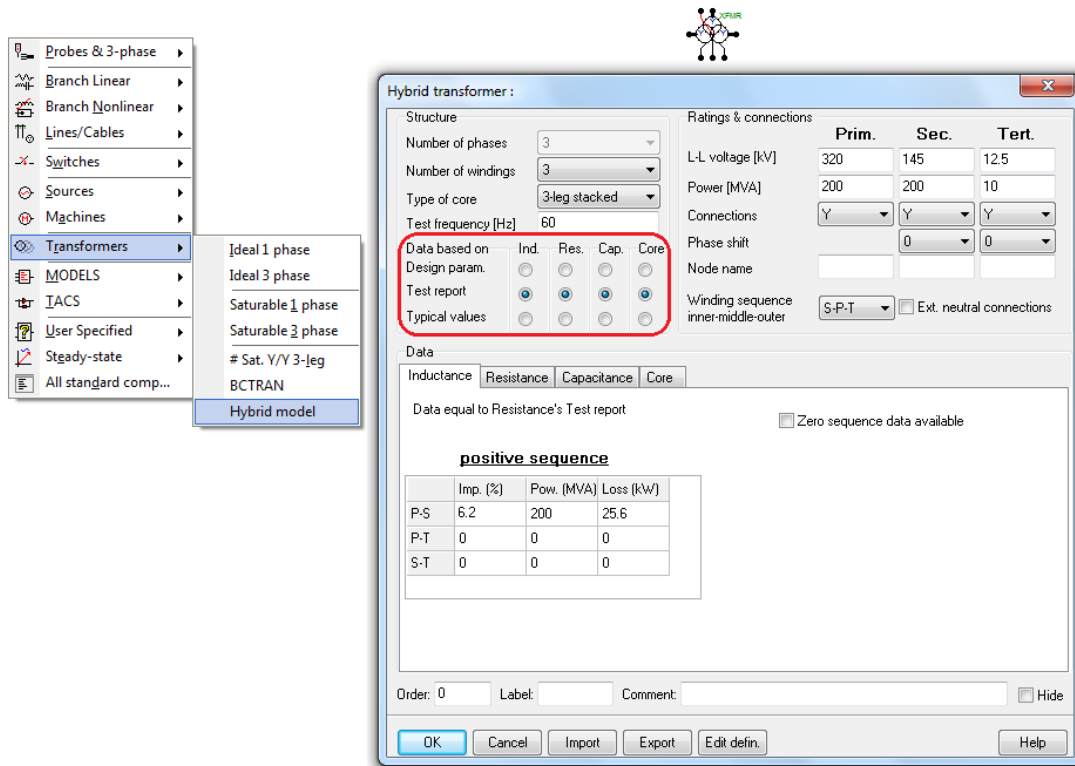 XFMR
Probes & 3-phase
Branch Linear
Branch Nonlinear
Lines/Cables
Switches
Sources
Machines
Transformers
MODELS
TACS
User Specified
Steady-state
All standard comp...
Ideal 1 phase
Ideal 3 phase
Saturable 1 phase
Saturable 3 phase
# Sat. Y/Y 3-leg
BCTRAN
Hybrid model
Hybrid transformer :
Structure
Number of phases 3
Number of windings 3
Type of core 3-leg stacked
Test frequency [Hz] 60
Data based on Ind. Res. Cap. Core
Design param.
Test report
Typical values
Ratings & connections
Prim. Sec. Tert.
L-L voltage [kV] 320 145 12.5
Power [MVA] 200 200 10
Connections Y Y Y
Phase shift 0 0
Node name
Winding sequence
inner-middle-outer S-P-T Ext. neutral connections
Data
Inductance Resistance Capacitance Core
Data equal to Resistance's Test report
Zero sequence data available
positive sequence
Imp. (%) Pow. (MVA) Loss (kW)
P-S 6.2 200 25.6
P-T 0 0 0
S-T 0 0 0
Order: 0 Label: Comment: Hide
OK Cancel Import Export Edit defin. Help